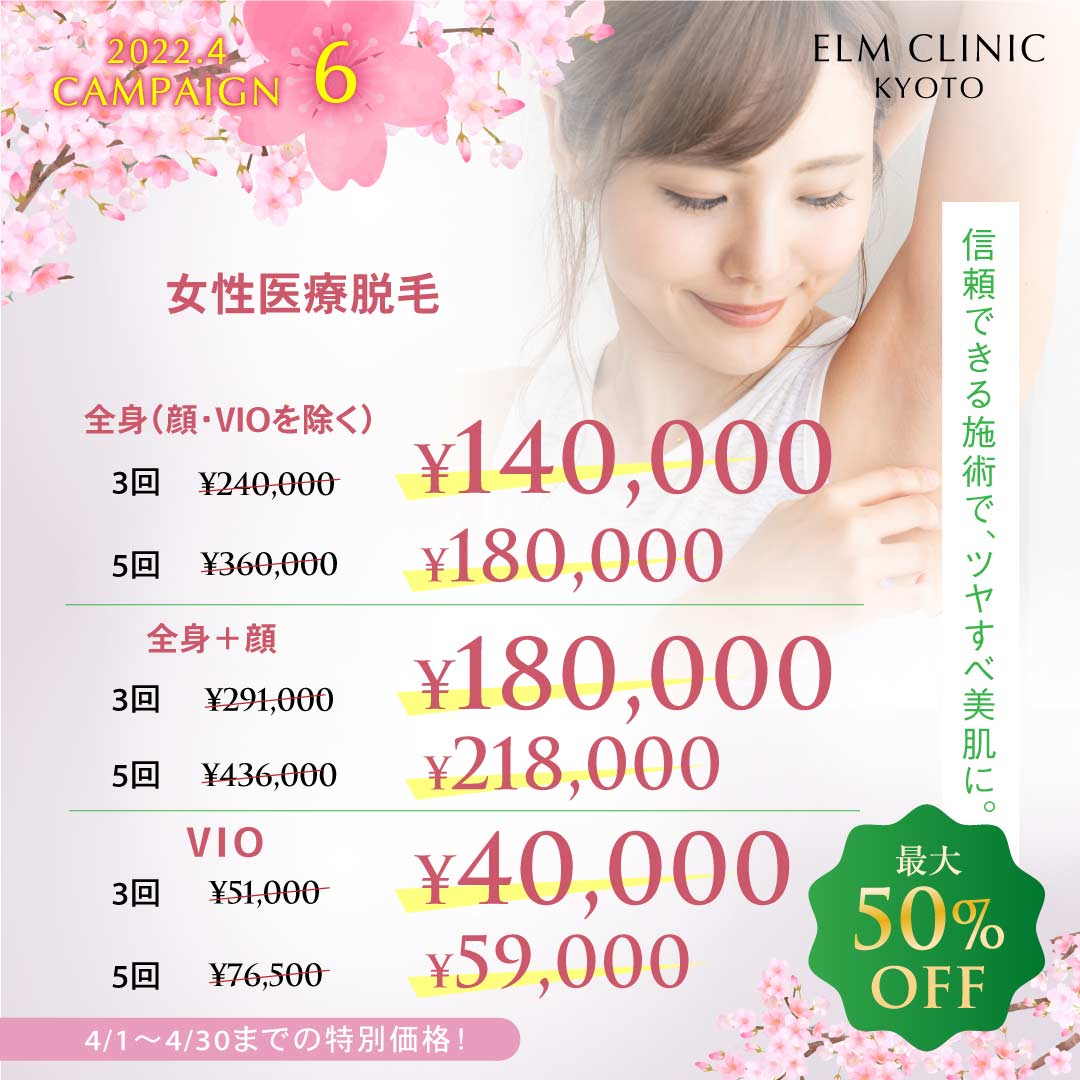 2022.4
CAMPAIGN 6
ELM CLINIC
KYOTO
女性医療脱毛
信頼できる施術で、ツヤすべ美肌に。
全身（顔・VIOを除く）
3回 ¥240,000 ¥140,000
5回 ¥360,000 ¥180,000
全身＋顔
3回 ¥291,000 ¥180,000
5回 ¥436,000 ¥218,000
VIO
3回 ¥51,000 ¥40,000
5回 ¥76,500 ¥59,000
最大
50%
OFF
4/1～4/30までの特別価格！